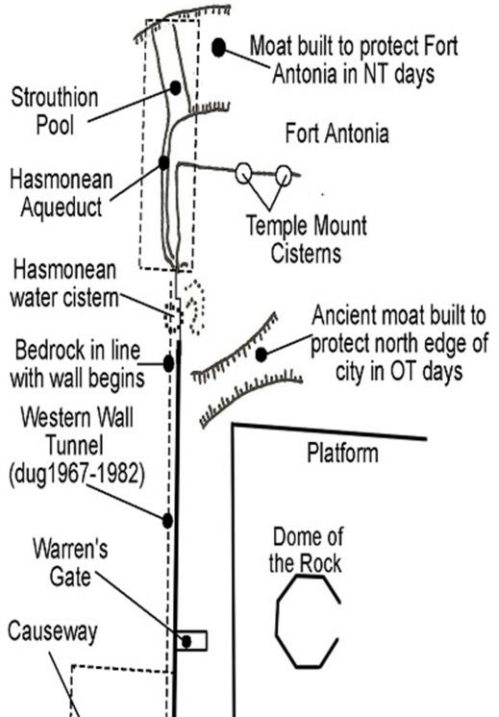 Moat built to protect Fort
Antonia in NT days
Strouthion
Pool
Fort Antonia
Hasmonean
Aqueduct
Temple Mount
Cisterns
Hasmonean
water cistern
Ancient moat built to
protect north edge of
city in OT days
Bedrock in line
with wall begins
Western Wall
Tunnel
(dug1967-1982)
Platform
Dome of
the Rock
Warren's
Gate
Causeway